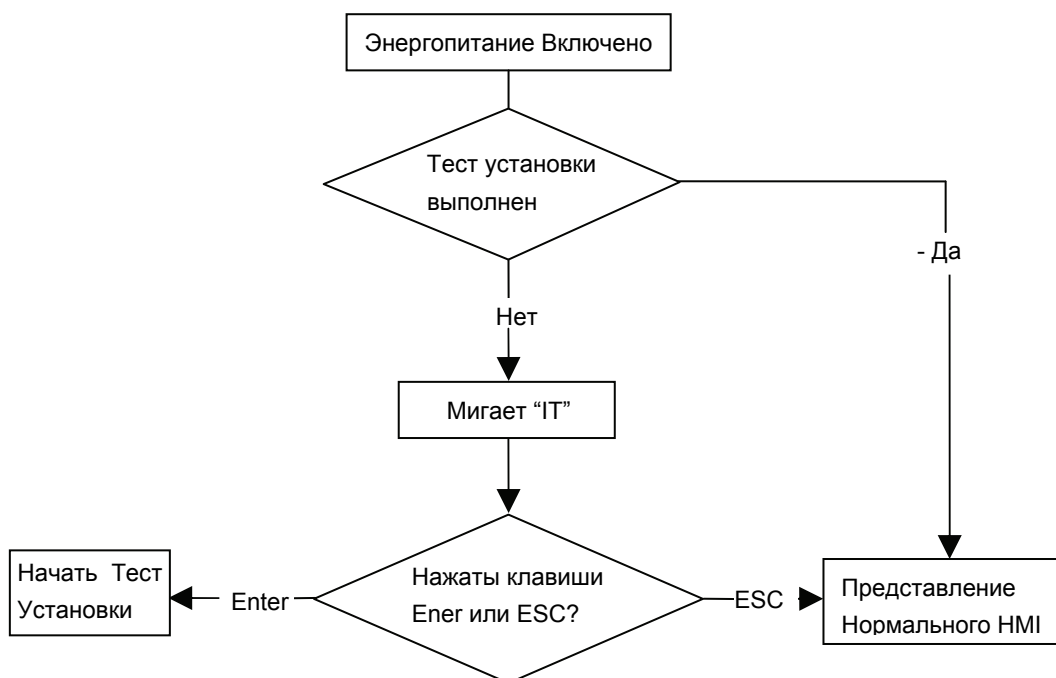 Энергопитание Включено
Тест установки
выполнен
- Да
Нет
Мигает “IT”
Начать Тест
Установки
Enter
Нажаты клавиши
Ener или ESC?
ESC
Представление
Нормального HMI